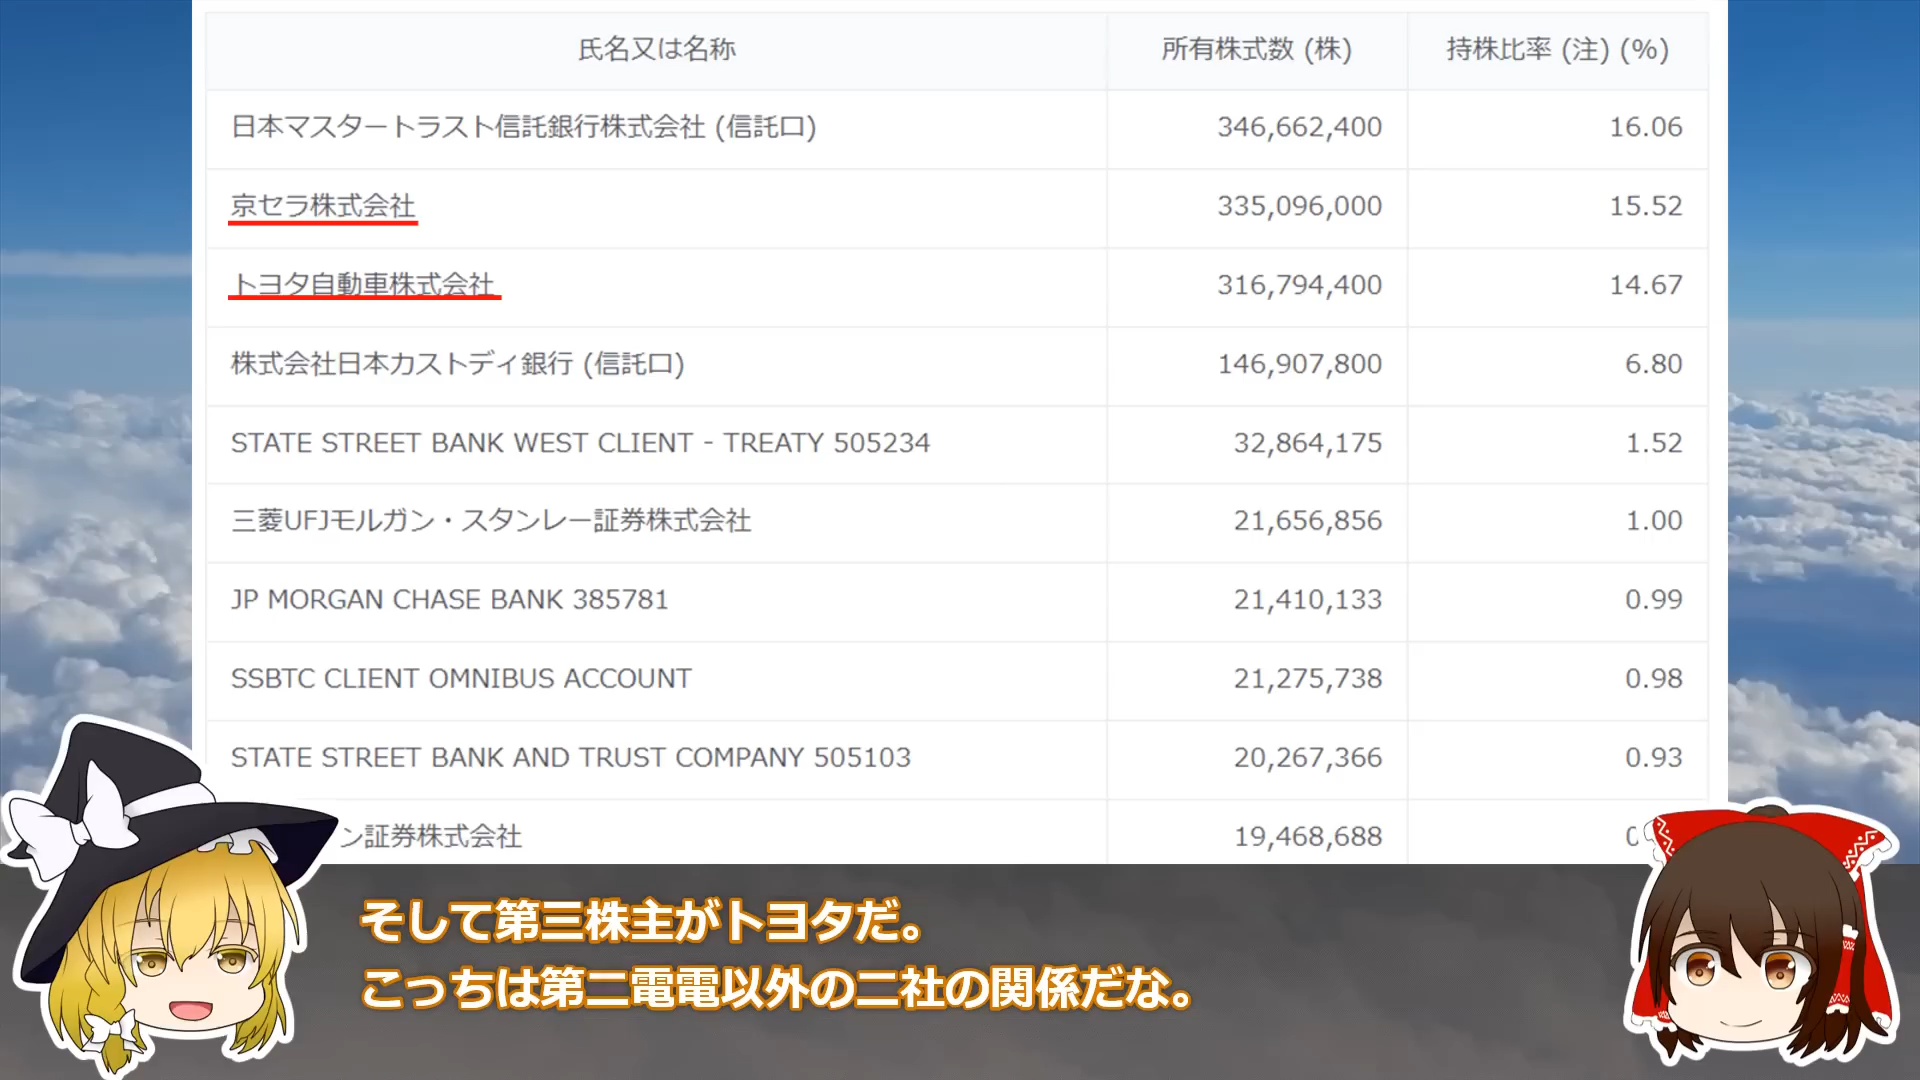 氏名又は名称 所有株式数 (株) 持株比率 (注) (%)
日本マスタートラスト信託銀行株式会社 (信託口) 346,662,400 16.06
京セラ株式会社 335,096,000 15.52
トヨタ自動車株式会社 316,794,400 14.67
株式会社日本カストディ銀行 (信託口) 146,907,800 6.80
STATE STREET BANK WEST CLIENT - TREATY 505234 32,864,175 1.52
三菱UFJモルガン・スタンレー証券株式会社 21,656,856 1.00
JP MORGAN CHASE BANK 385781 21,410,133 0.99
SSBTC CLIENT OMNIBUS ACCOUNT 21,275,738 0.98
STATE STREET BANK AND TRUST COMPANY 505103 20,267,366 0.93
ン証券株式会社 19,468,688
そして第三株主がトヨタだ。
こっちは第二電電以外の二社の関係だな。